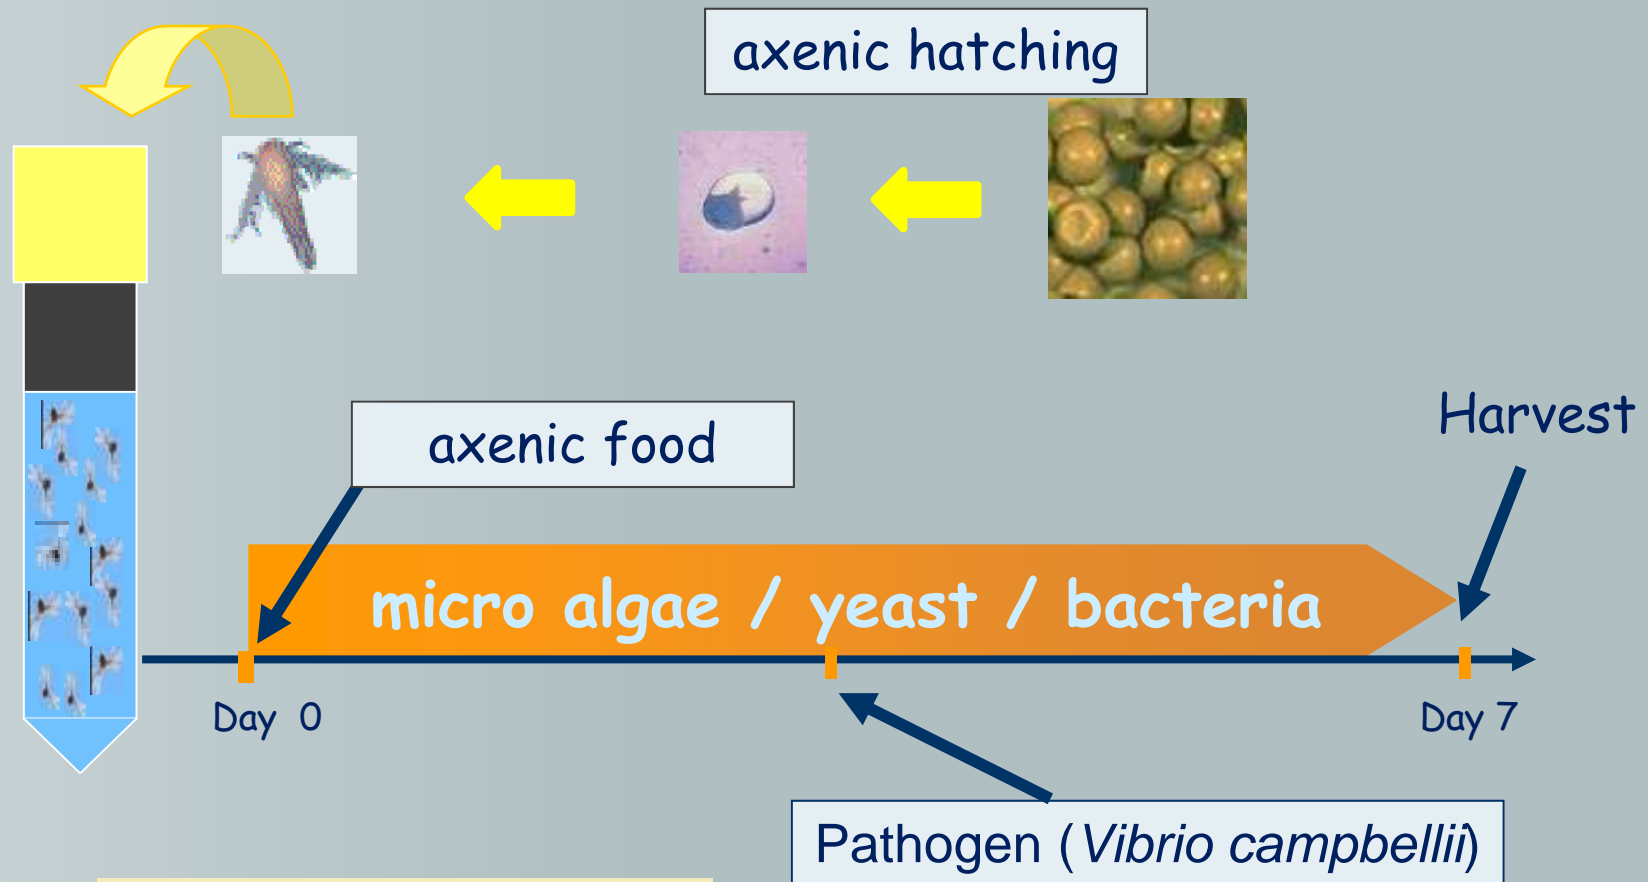 axenic hatching
axenic food
Harvest
micro algae / yeast / bacteria
Day 0
Day 7
Pathogen (Vibrio campbellii)